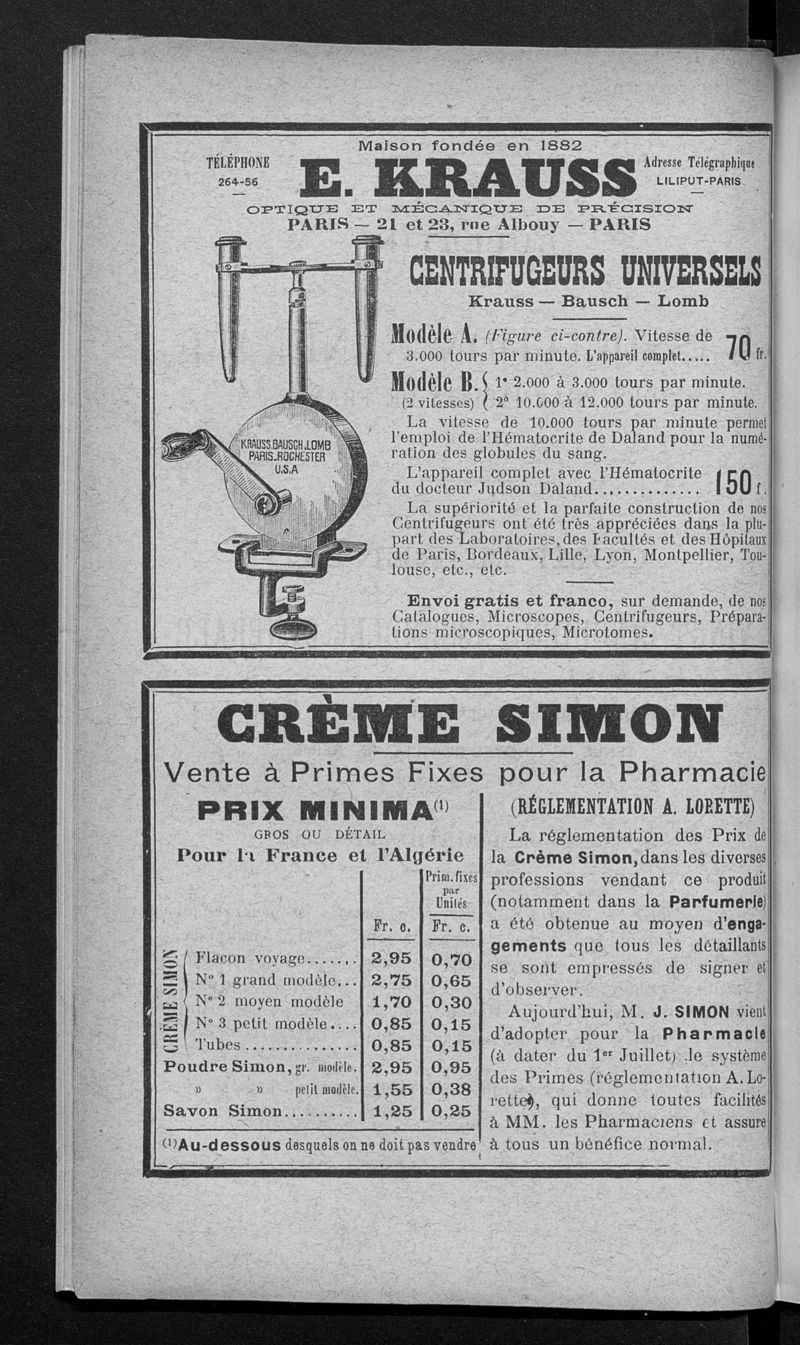 Maison fondée en 1882
TÉLÉPHONE
264-56
E. KRAUSS
Adresse Télégraphique
LILIPUT-PARIS
OPTIQUE ET MÉCANIQUE DE PRÉCISION
PARIS — 21 et 23, rue Albouy — PARIS
KRAUSS.BAUSCH.LOMB
PARIS.ROCHESTER
U.S.A
CENTRIFUGEURS UNIVERSELS
Krauss — Bausch — Lomb
Modèle A. (Figure ci-contre). Vitesse de
3.000 tours par minute. L'appareil complet..... 70 fr.
Modèle B. { 1° 2.000 à 3.000 tours par minute.
(2 vitesses) { 2° 10.000 à 12.000 tours par minute.
La vitesse de 10.000 tours par minute permet
l'emploi de l'Hématocrite de Daland pour la numé-
ration des globules du sang.
L'appareil complet avec l'Hématocrite
du docteur Judson Daland.............. 150 f.
La supériorité et la parfaite construction de nos
Centrifugeurs ont été très appréciées dans la plu-
part des Laboratoires, des Facultés et des Hôpitaux
de Paris, Bordeaux, Lille, Lyon, Montpellier, Tou-
louse, etc., etc.
Envoi gratis et franco, sur demande, de nos
Catalogues, Microscopes, Centrifugeurs, Prépara-
tions microscopiques, Microtomes.
CRÈME SIMON
Vente à Primes Fixes pour la Pharmacie
PRIX MINIMA(1)
GROS OU DÉTAIL
Pour la France et l'Algérie
Prim. fixes
par
Unités
Fr. c. Fr. c.
CRÈME SIMON
Flacon voyage....... 2,95 0,70
N° 1 grand modèle... 2,75 0,65
N° 2 moyen modèle 1,70 0,30
N° 3 petit modèle.... 0,85 0,15
Tubes ............... 0,85 0,15
Poudre Simon, gr. modèle. 2,95 0,95
» » petit modèle. 1,55 0,38
Savon Simon.......... 1,25 0,25
(1) Au-dessous desquels on ne doit pas vendre
(RÉGLEMENTATION A. LORETTE)
La réglementation des Prix de
la Crème Simon, dans les diverses
professions vendant ce produit
(notamment dans la Parfumerie)
a été obtenue au moyen d'enga-
gements que tous les détaillants
se sont empressés de signer et
d'observer.
Aujourd'hui, M. J. SIMON vient
d'adopter pour la Pharmacie
(à dater du 1er Juillet) le système
des Primes (réglementation A. Lo-
rette), qui donne toutes facilités
à MM. les Pharmaciens et assure
à tous un bénéfice normal.